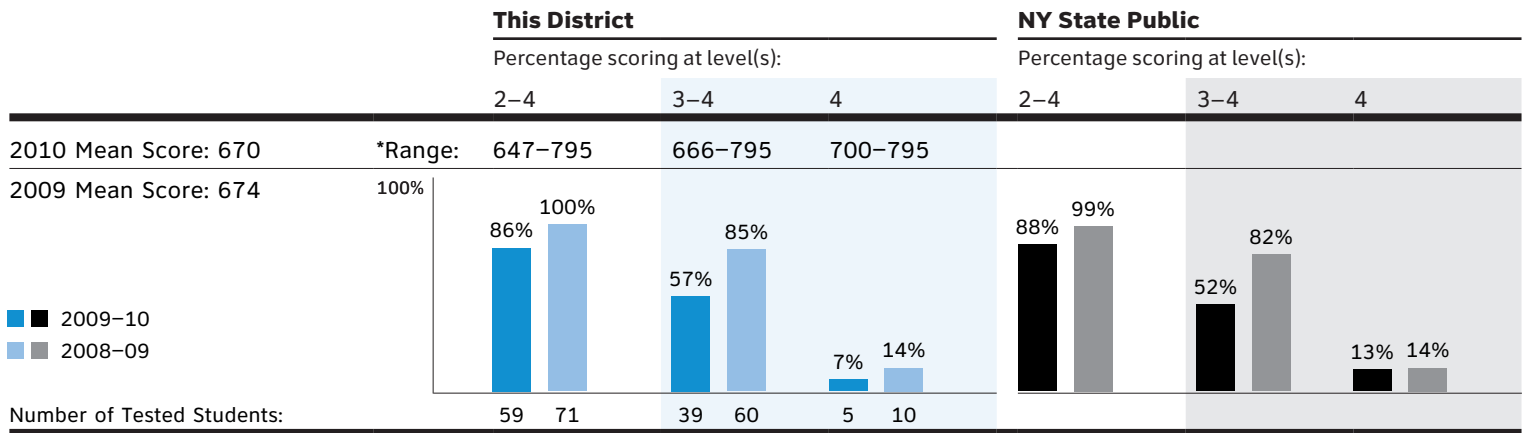 This District NY State Public
Percentage scoring at level(s): Percentage scoring at level(s):
2–4 3–4 4 2–4 3–4 4
2010 Mean Score: 670 *Range: 647–795 666–795 700–795
2009 Mean Score: 674 100%
86% 100% 57% 85% 7% 14% 88% 99% 52% 82% 13% 14%
2009–10
2008–09
Number of Tested Students: 59 71 39 60 5 10